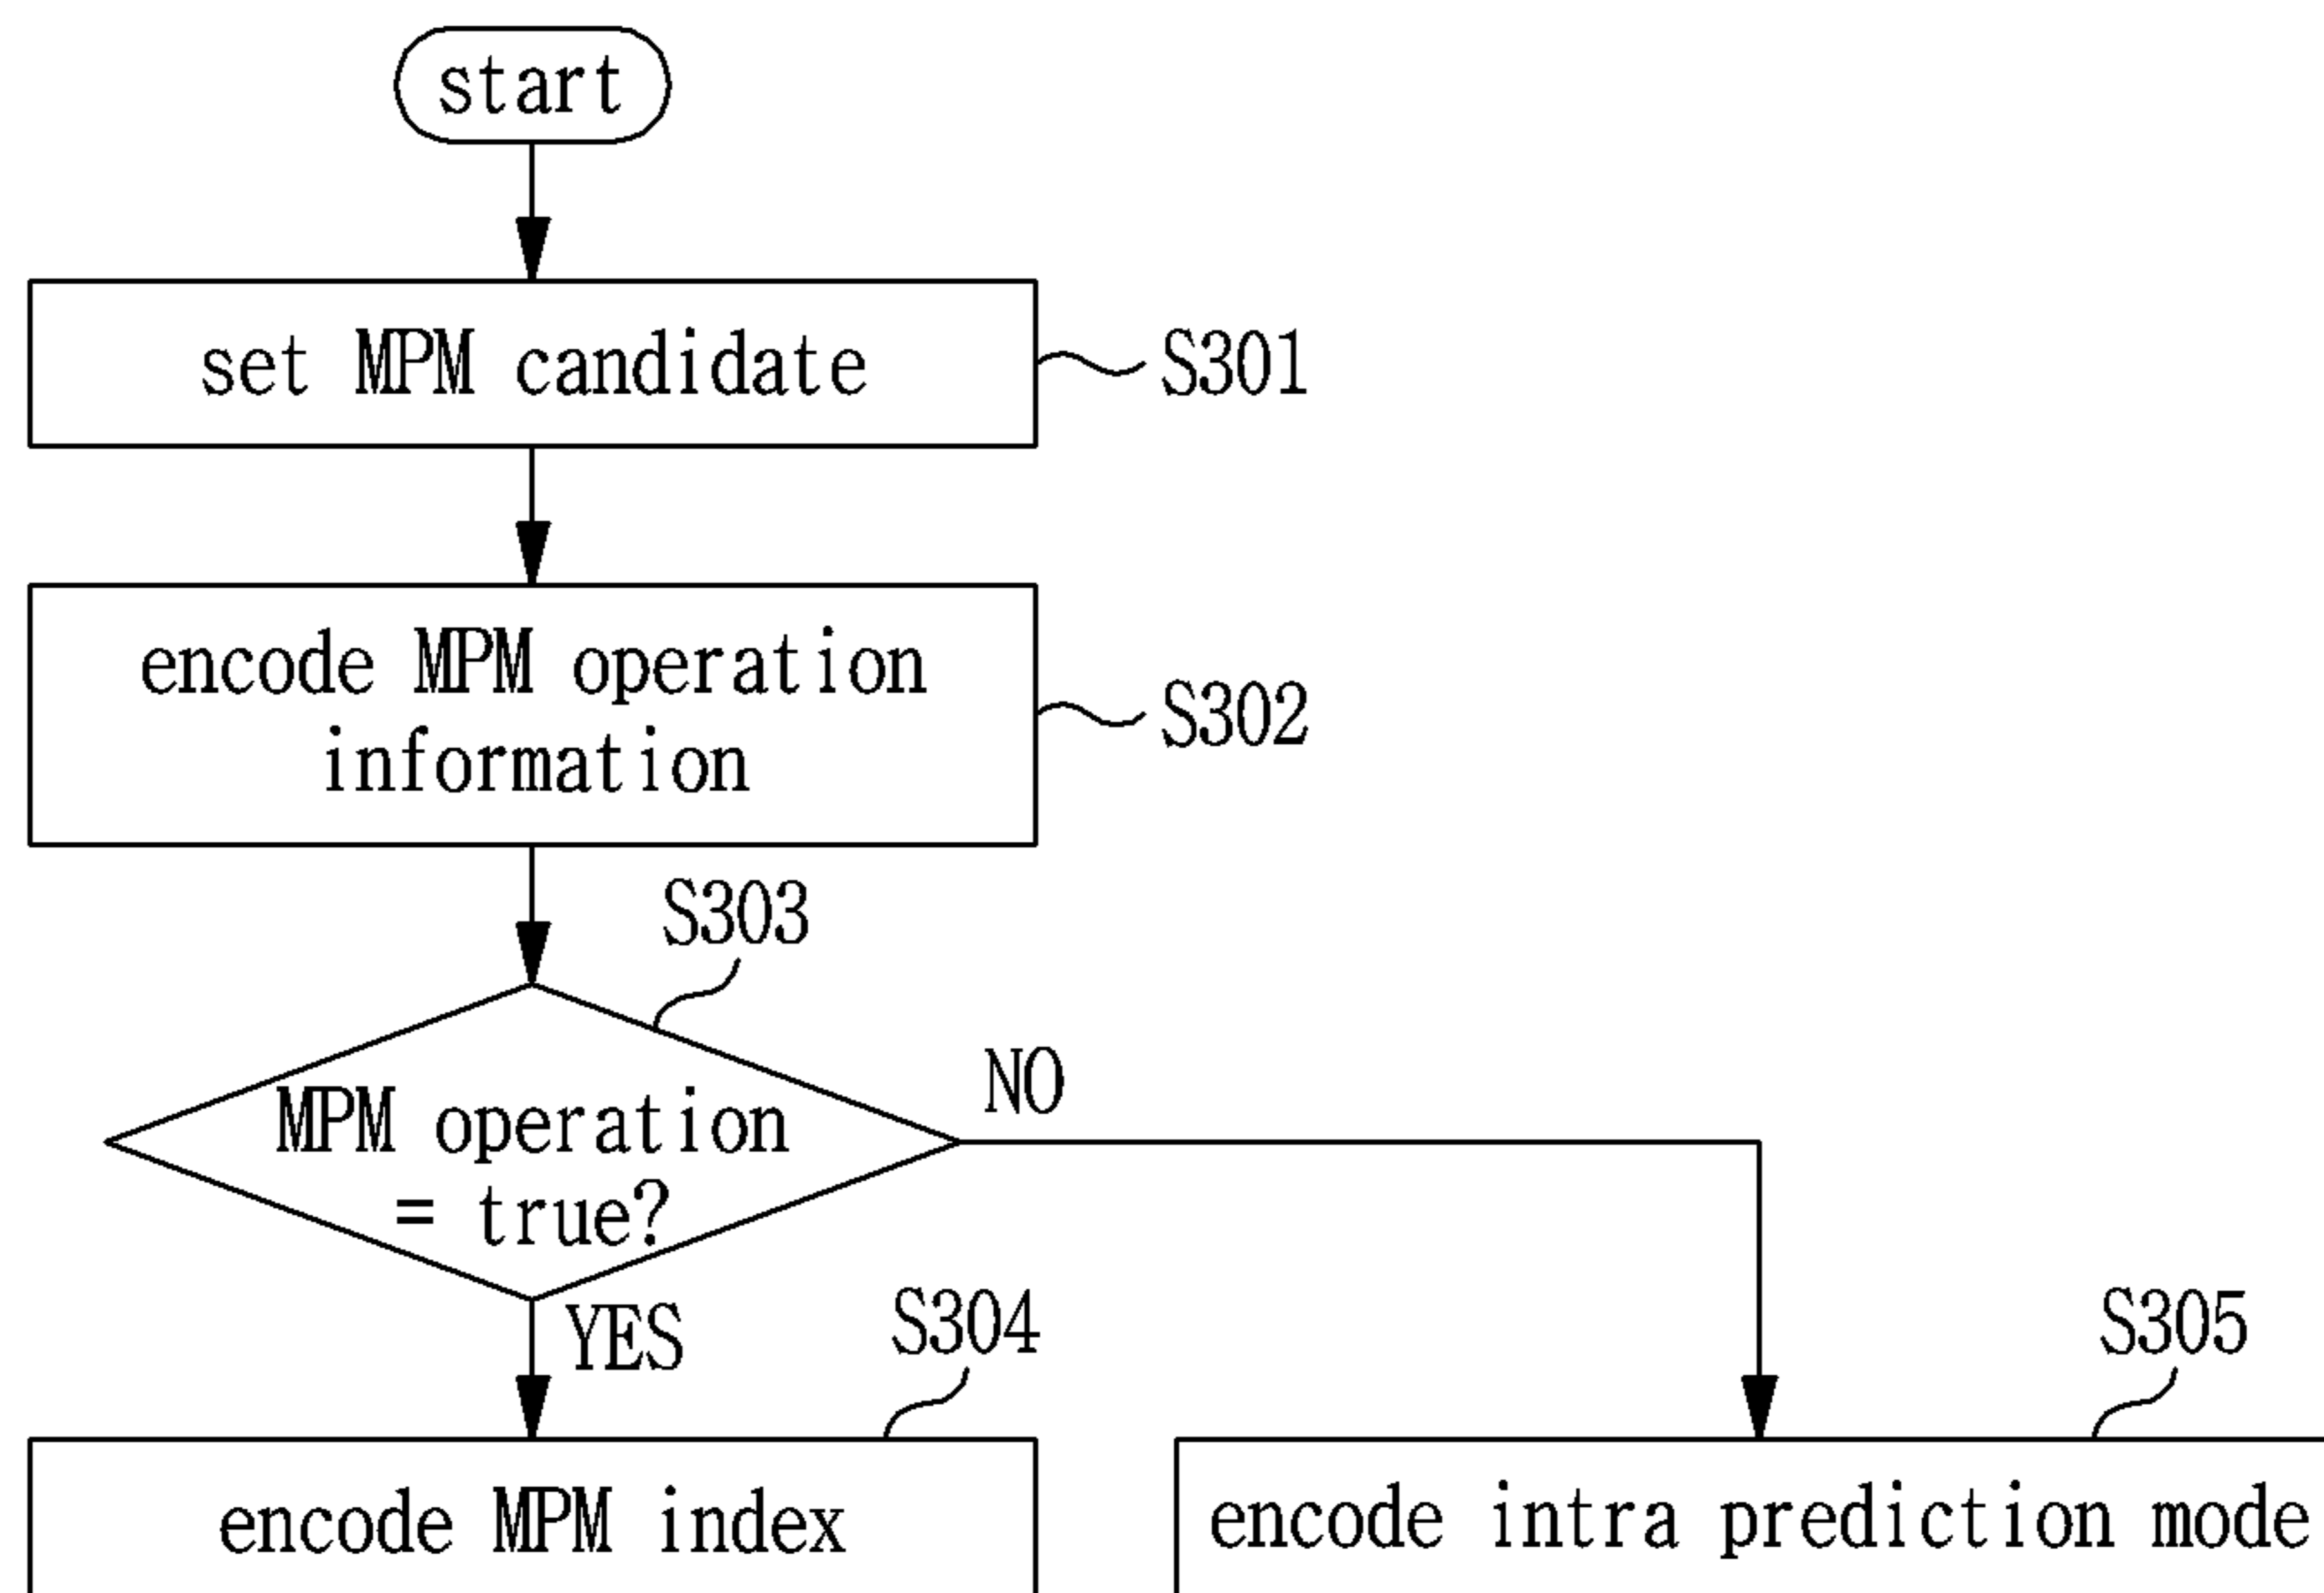 start
set MPM candidate
S301
encode MPM operation
information
S302
S303
MPM operation
= true?
NO
YES
S304
S305
encode MPM index
encode intra prediction mode